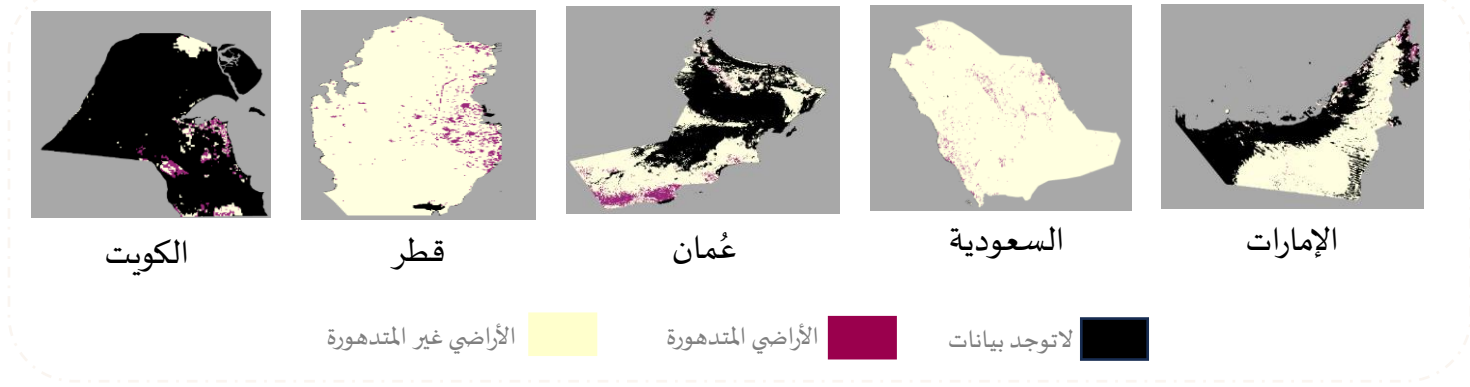 الإمارات
السعودية
عُمان
قطر
الكويت
لاتوجد بيانات
الأراضي المتدهورة
الأراضي غير المتدهورة